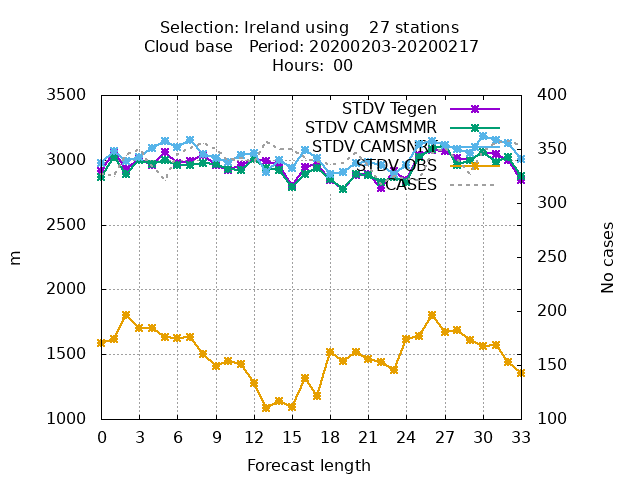 Selection: Ireland using 27 stations
Cloud base Period: 20200203-20200217
Hours: 00
3500
3000
2500
2000
1500
1000
m
400
350
300
250
200
150
100
No cases
STDV Tegen
STDV CAMSMMR
STDV CAMSNRT
STDV OBS
CASES
0 3 6 9 12 15 18 21 24 27 30 33
Forecast length